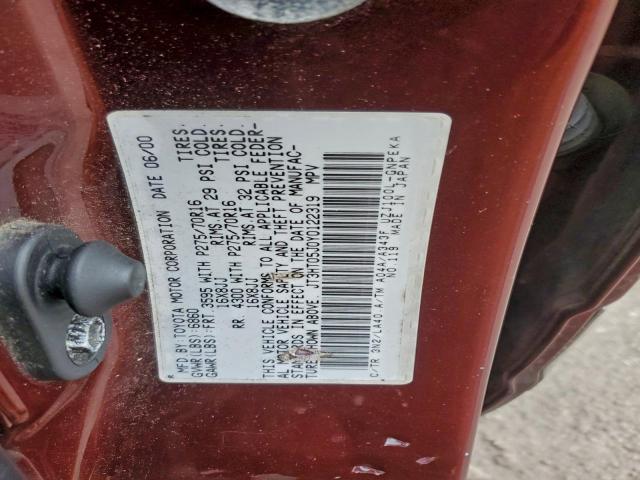 MFD BY: TOYOTA MOTOR CORPORATION DATE 06/00
GVWR(LBS):6860
GAWR(LBS):FRT 3595 WITH P275/70R16 TIRES.
16X8JJ RIMS AT 29 PSI COLD.
RR 4300 WITH P275/70R16 TIRES.
16X8JJ RIMS AT 32 PSI COLD.
THIS VEHICLE CONFORMS TO ALL APPLICABLE FEDER-
AL MOTOR VEHICLE SAFETY AND THEFT PREVENTION
STANDARDS IN EFFECT ON THE DATE OF MANUFAC-
TURE SHOWN ABOVE. JT3HT05J0Y0122319 MPV
C/TR 3N2/LA40 A/TM A04A/A343F UZJ100L-GNPEKA
NO.119 MADE IN JAPAN